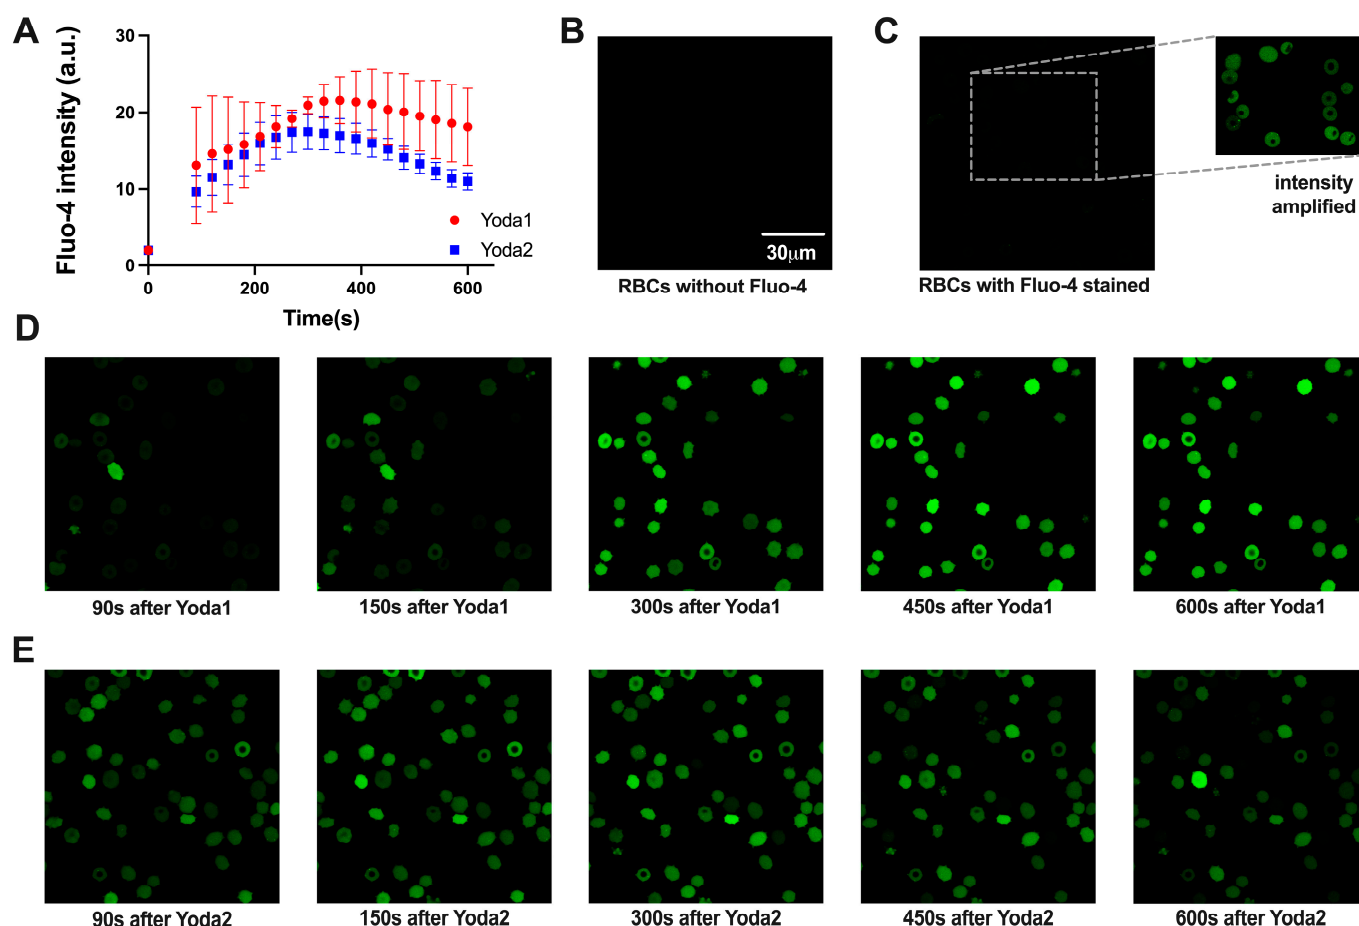 A
B
C
Fluo-4 intensity (a.u.)
30
20
10
0
0
200
400
600
Time(s)
Yoda1
Yoda2
30μm
RBCs without Fluo-4
RBCs with Fluo-4 stained
intensity
amplified
D
90s after Yoda1
150s after Yoda1
300s after Yoda1
450s after Yoda1
600s after Yoda1
E
90s after Yoda2
150s after Yoda2
300s after Yoda2
450s after Yoda2
600s after Yoda2